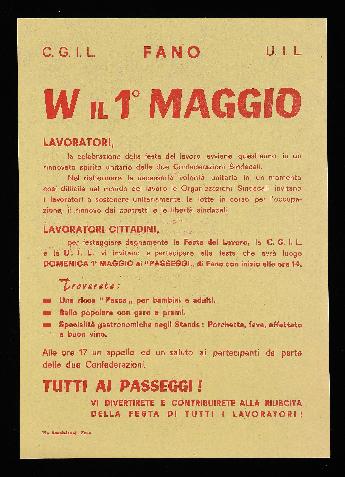 C. G. I. L. FANO U. I. L.
W IL 1° MAGGIO
LAVORATORI,
la celebrazione della festa del lavoro avviene quest'anno in un
rinnovato spirito unitario delle due Confederazioni Sindacali.
Nel riaffermare la necessaria volontà unitaria in un momento
così difficile nel mondo del lavoro le Organizzazioni Sindacali invitano
i lavoratori a sostenere unitariamente le lotte in corso per l'occupa-
zione, il rinnovo dei contratti e le libertà sindacali.
LAVORATORI CITTADINI,
per festeggiare degnamente la Festa del Lavoro, la C. G. I. L.
e la U. I. L. vi invitano a partecipare alla festa che avrà luogo
DOMENICA 1° MAGGIO ai "PASSEGGI„ di Fano con inizio alle ore 14.
Troverete:
Una ricca "Pesca„ per bambini e adulti.
Ballo popolare con gare a premi.
Specialità gastronomiche negli Stands: Porchetta, fave, affettato
e buon vino.
Alle ore 17 un appello ed un saluto ai partecipanti da parte
delle due Confederazioni.
TUTTI AI PASSEGGI!
VI DIVERTIRETE E CONTRIBUIRETE ALLA RIUSCITA
DELLA FESTA DI TUTTI I LAVORATORI!
Fano